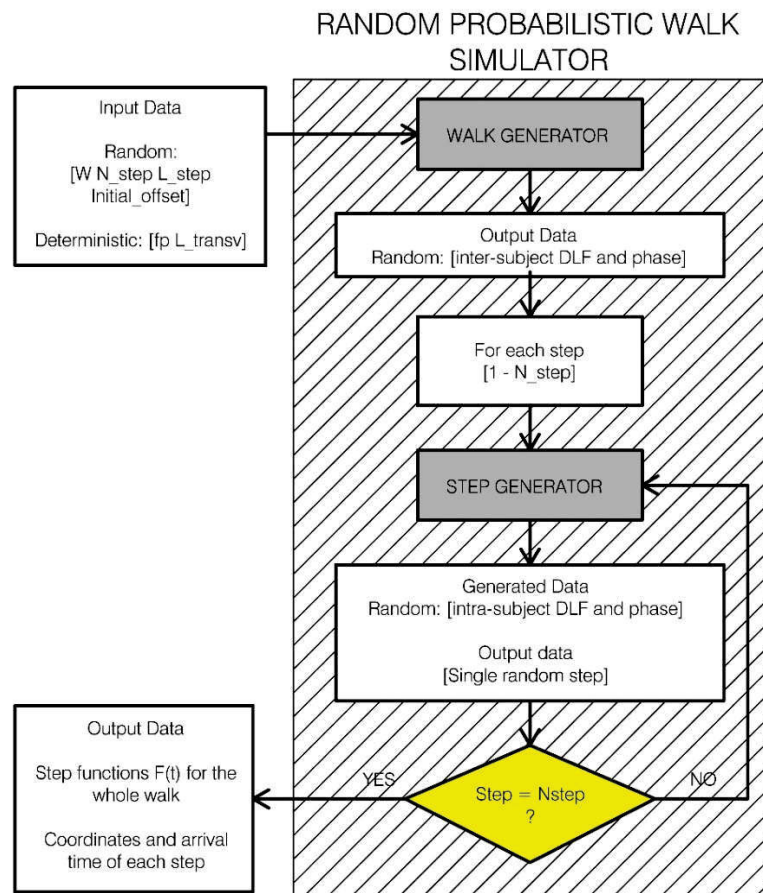 RANDOM PROBABILISTIC WALK
SIMULATOR
Input Data
Random:
[W N_step L_step
Initial_offset]
Deterministic: [fp L_transv]
WALK GENERATOR
Output Data
Random: [inter-subject DLF and phase]
For each step
[1 - N_step]
STEP GENERATOR
Generated Data
Random: [intra-subject DLF and phase]
Output data
[Single random step]
Step = Nstep
?
YES
NO
Output Data
Step functions F(t) for the
whole walk
Coordinates and arrival
time of each step